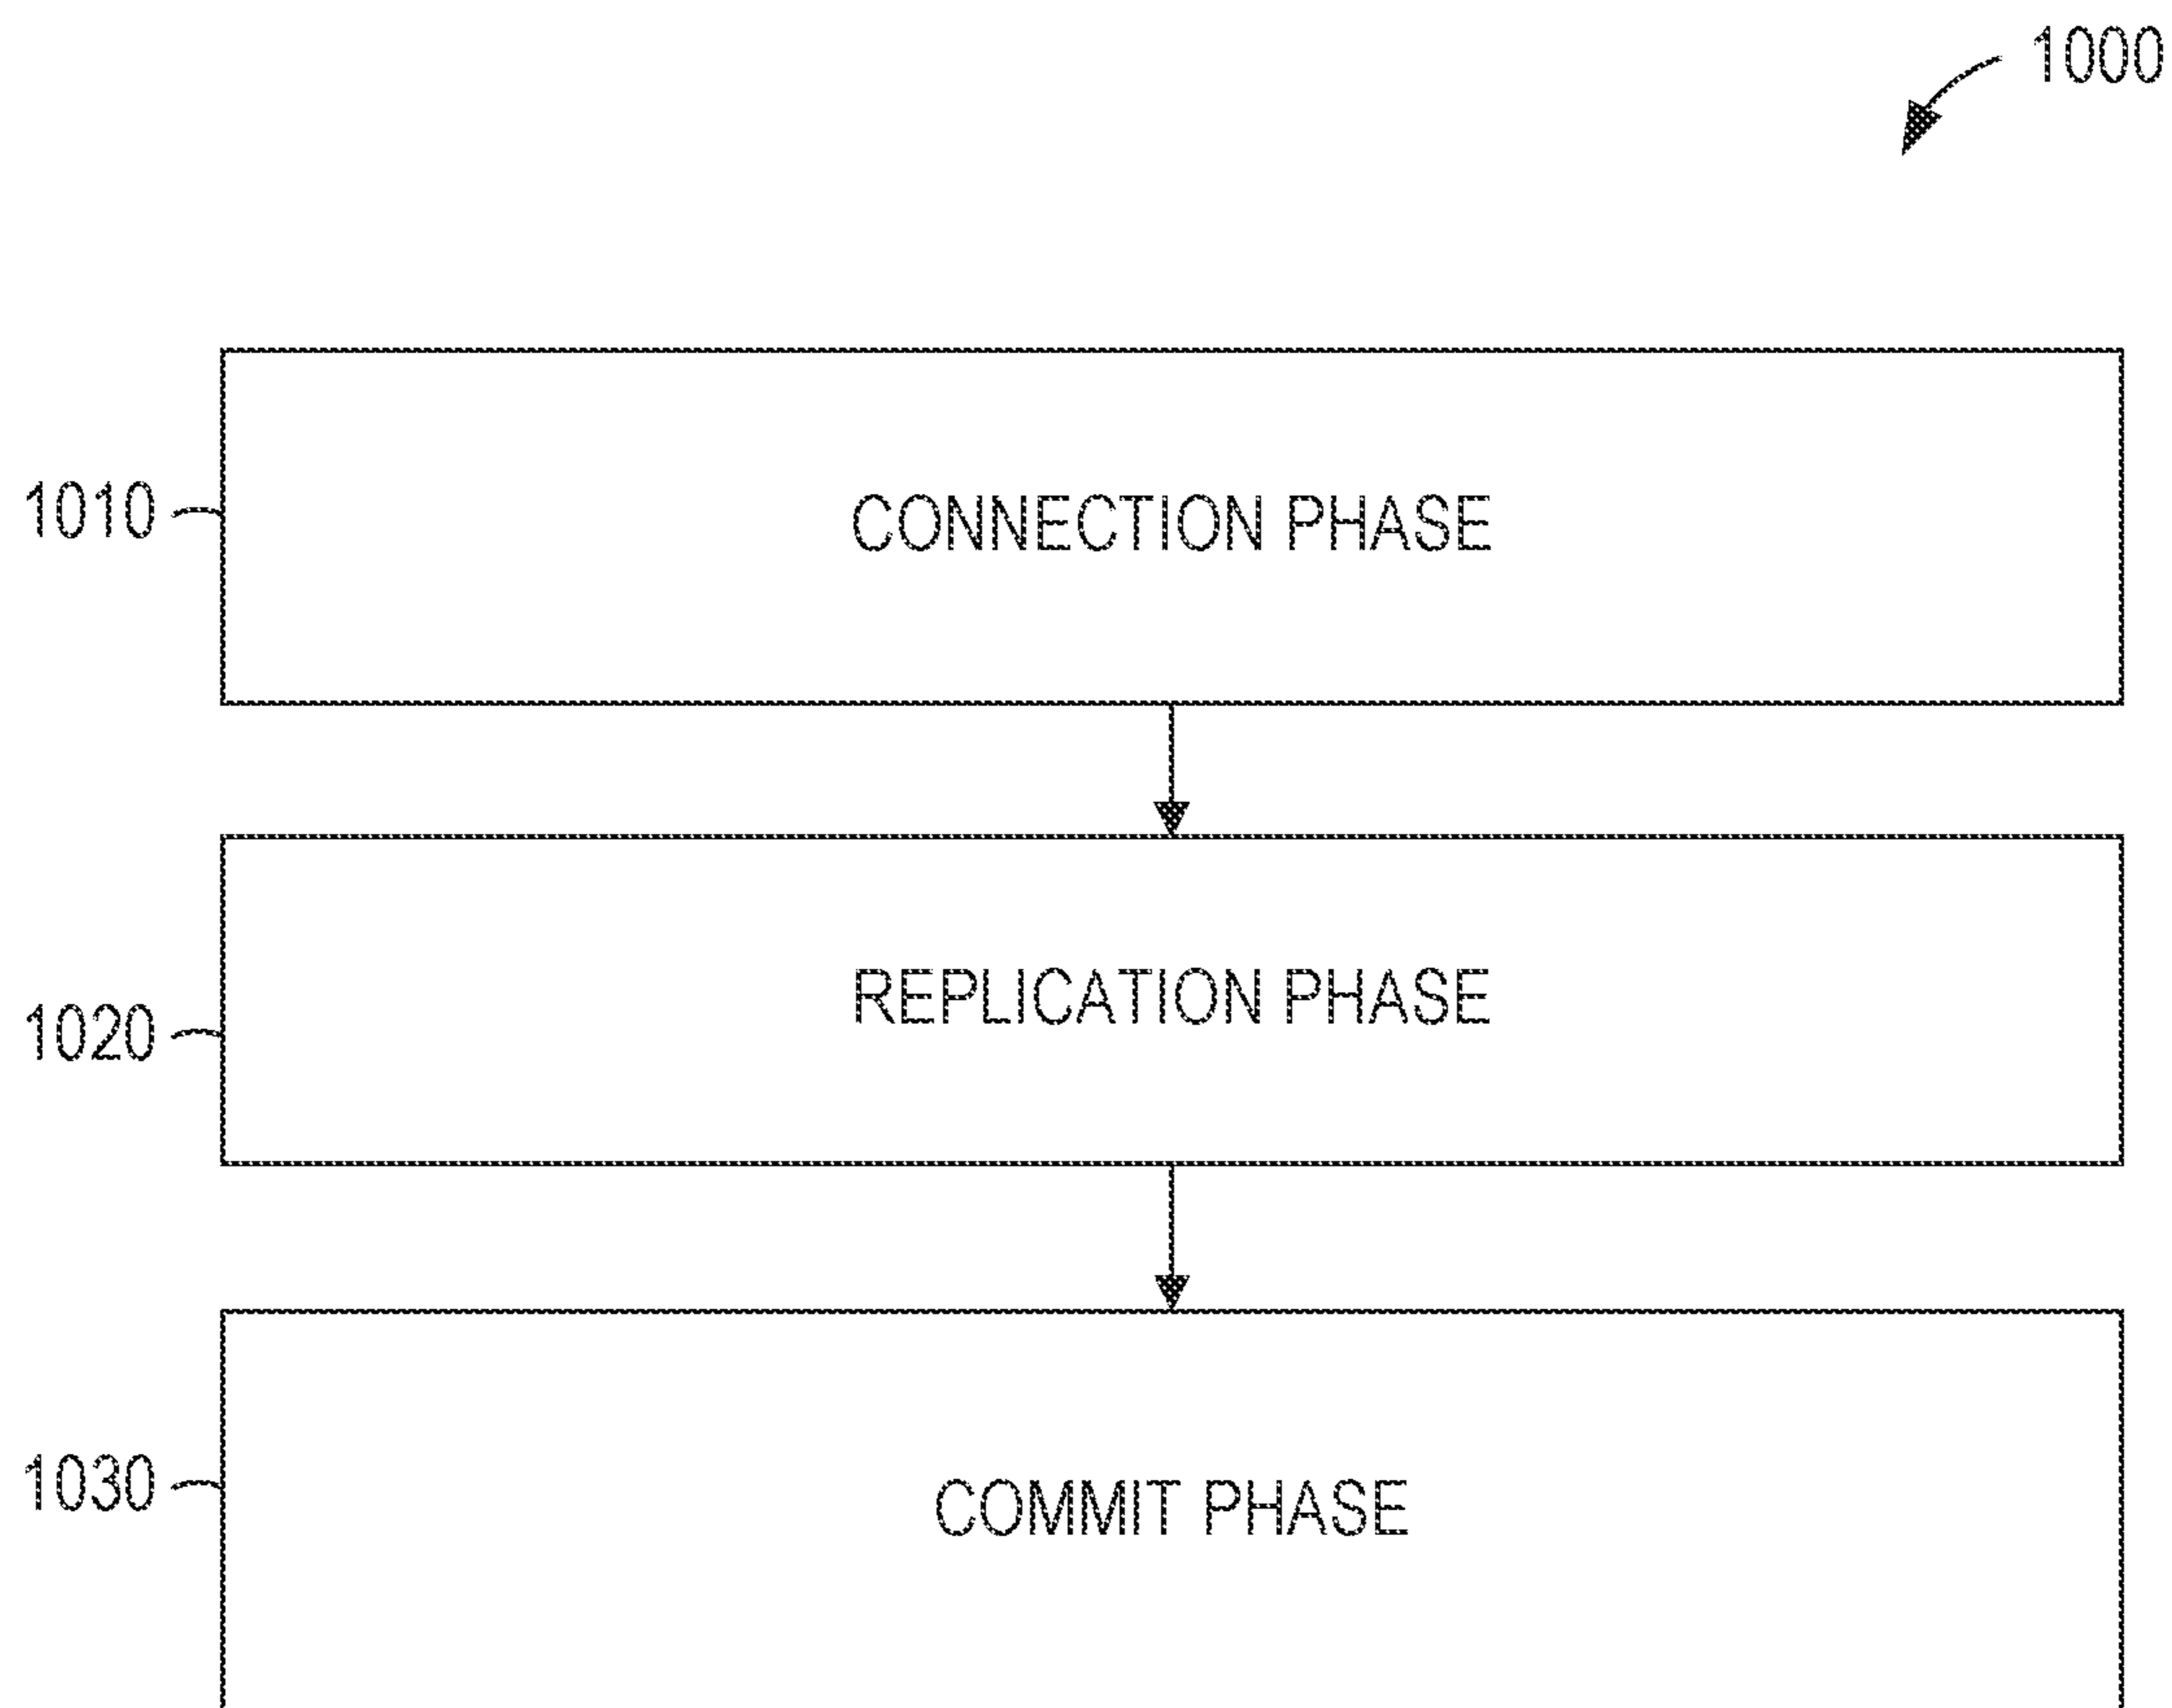 1000
1010
CONNECTION PHASE
REPLICATION PHASE
1020
1030
COMMIT PHASE